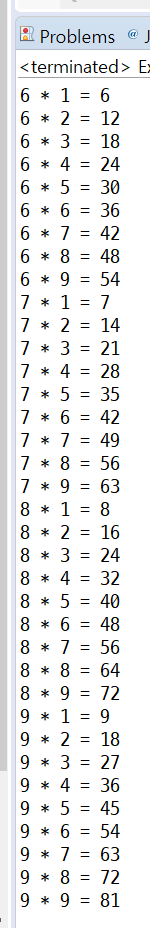 Problems @ J
<terminated> Ex
6 * 1 = 6
6 * 2 = 12
6 * 3 = 18
6 * 4 = 24
6 * 5 = 30
6 * 6 = 36
6 * 7 = 42
6 * 8 = 48
6 * 9 = 54
7 * 1 = 7
7 * 2 = 14
7 * 3 = 21
7 * 4 = 28
7 * 5 = 35
7 * 6 = 42
7 * 7 = 49
7 * 8 = 56
7 * 9 = 63
8 * 1 = 8
8 * 2 = 16
8 * 3 = 24
8 * 4 = 32
8 * 5 = 40
8 * 6 = 48
8 * 7 = 56
8 * 8 = 64
8 * 9 = 72
9 * 1 = 9
9 * 2 = 18
9 * 3 = 27
9 * 4 = 36
9 * 5 = 45
9 * 6 = 54
9 * 7 = 63
9 * 8 = 72
9 * 9 = 81